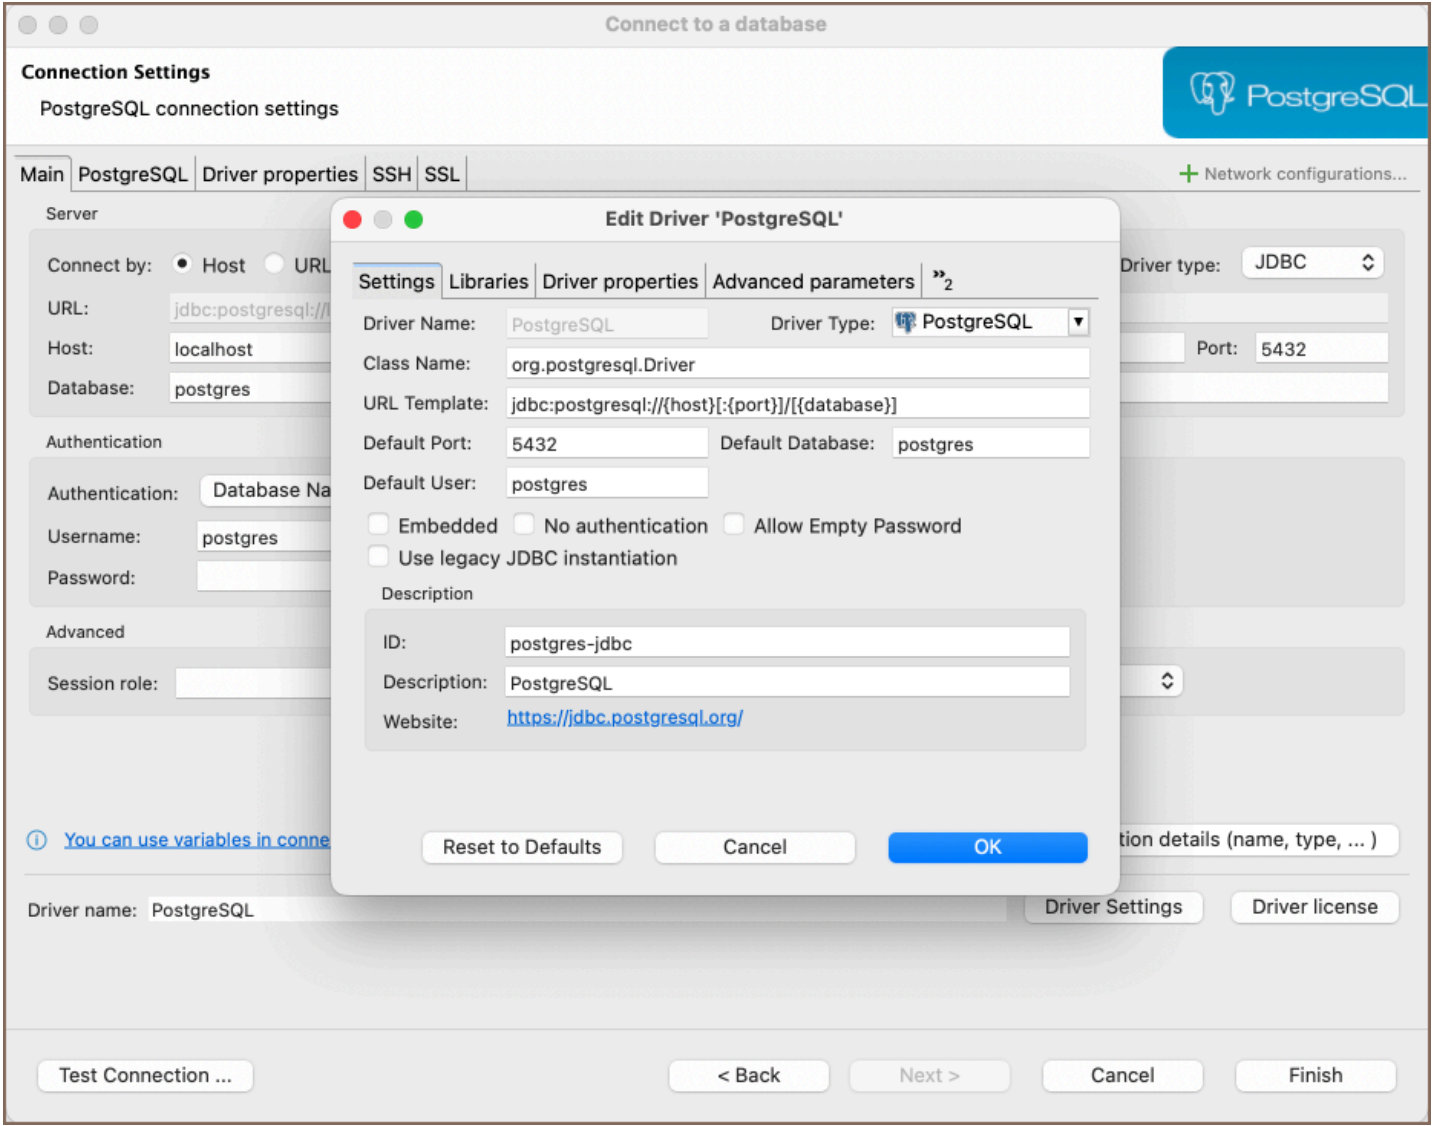 Connect to a database
Connection Settings
PostgreSQL connection settings
PostgreSQL
Main PostgreSQL Driver properties SSH SSL
Network configurations...
Server
Connect by: Host URL
Driver type: JDBC
URL: jdbc:postgresql://l
Host: localhost
Port: 5432
Database: postgres
Authentication
Authentication: Database Na
Username: postgres
Password:
Advanced
Session role:
You can use variables in conne
tion details (name, type, ... )
Driver name: PostgreSQL
Driver Settings Driver license
Test Connection ... < Back Next > Cancel Finish
Edit Driver 'PostgreSQL'
Settings Libraries Driver properties Advanced parameters »2
Driver Name: PostgreSQL Driver Type: PostgreSQL
Class Name: org.postgresql.Driver
URL Template: jdbc:postgresql://{host}[:{port}]/[{database}]
Default Port: 5432 Default Database: postgres
Default User: postgres
Embedded No authentication Allow Empty Password
Use legacy JDBC instantiation
Description
ID: postgres-jdbc
Description: PostgreSQL
Website: https://jdbc.postgresql.org/
Reset to Defaults Cancel OK